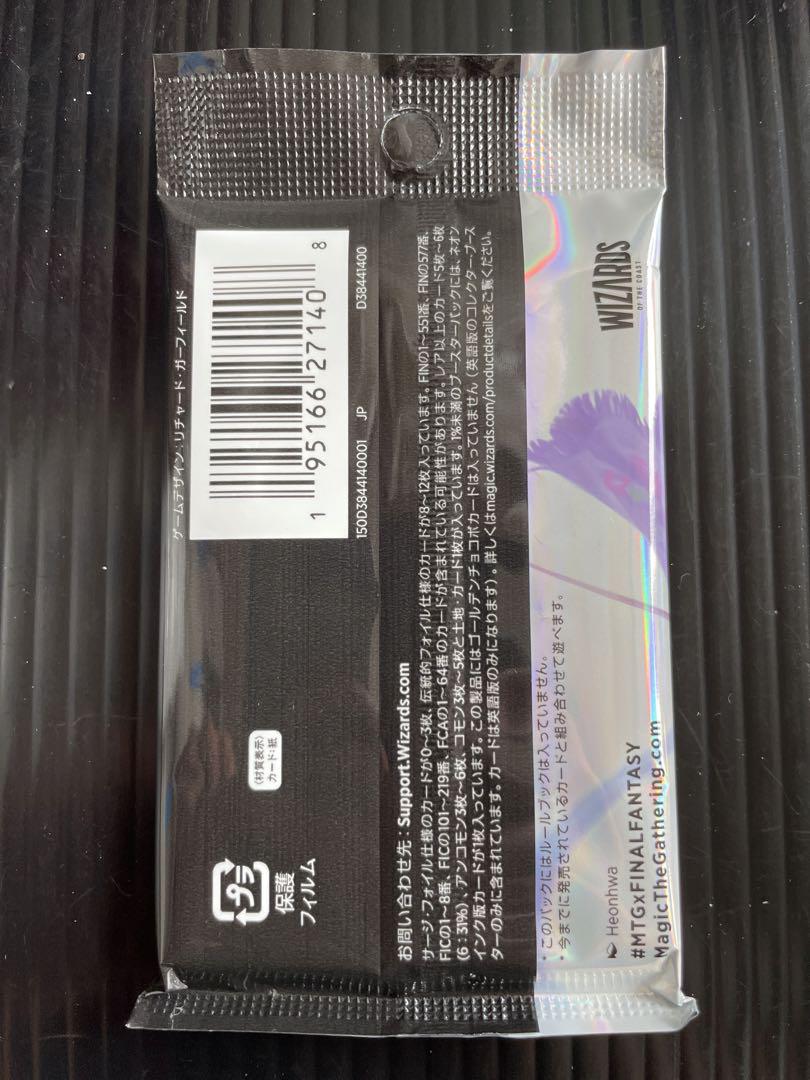 ゲームデザイン：リチャード・ガーフィールド
1 95166 27140 8
150D3844140001 JP D38441400
〈材質表示〉
カード：紙
プラ
保護
フィルム
お問い合わせ先：Support.Wizards.com
サージ・フォイル仕様のカードが0～3枚、伝統的フォイル仕様のカードが8～12枚入っています。FINの1～551番、FINの577番、
FICの1～8番、FICの101～219番、FCAの1～64番のカードが含まれている可能性があります。レア以上のカード5枚～6枚
(6：31%)、アンコモン3枚～6枚、コモン3枚～5枚と土地・カード1枚が入っています。1%未満のブースターパックには、ネオン
インク版カードが1枚入っています。この製品にはゴールデンチョコボカードは入っていません（英語版のコレクターブース
ターのみに含まれています。カードは英語版のみになります）。詳しくはmagic.wizards.com/productdetailsをご覧ください。
・このパックにはルールブックは入っていません。
・今までに発売されているカードと組み合わせて遊べます。
Heonhwa
#MTGxFINALFANTASY
MagicTheGathering.com
WIZARDS
OF THE COAST